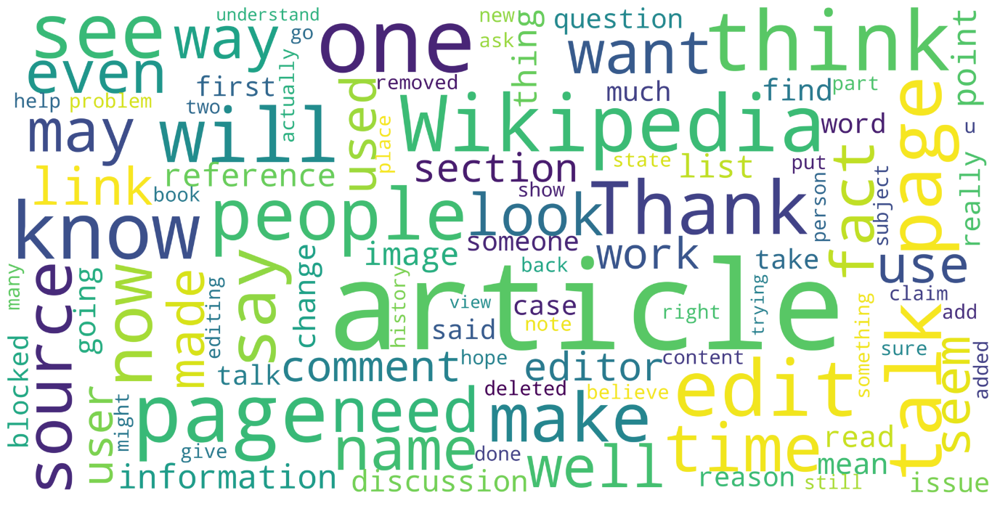 see
way
understand
go
one
new
ask
thing
question
want
think
even
help
problem
first
two
actually
removed
much
find
part
point
may
will
used
place
Wikipedia
word
u
link
reference
book
section
state
list
put
fact
page
really
know
people
look
show
Thank
person
subject
someone
image
work
take
use
source
many
going
now
made
editing
say
change
history
article
back
view
case
note
said
right
trying
claim
add
something
talk
blocked
user
might
talk
comment
hope
editor
content
sure
seem
added
page
need
deleted
believe
make
edit
name
done
time
read
mean
give
information
discussion
well
reason
still
issue